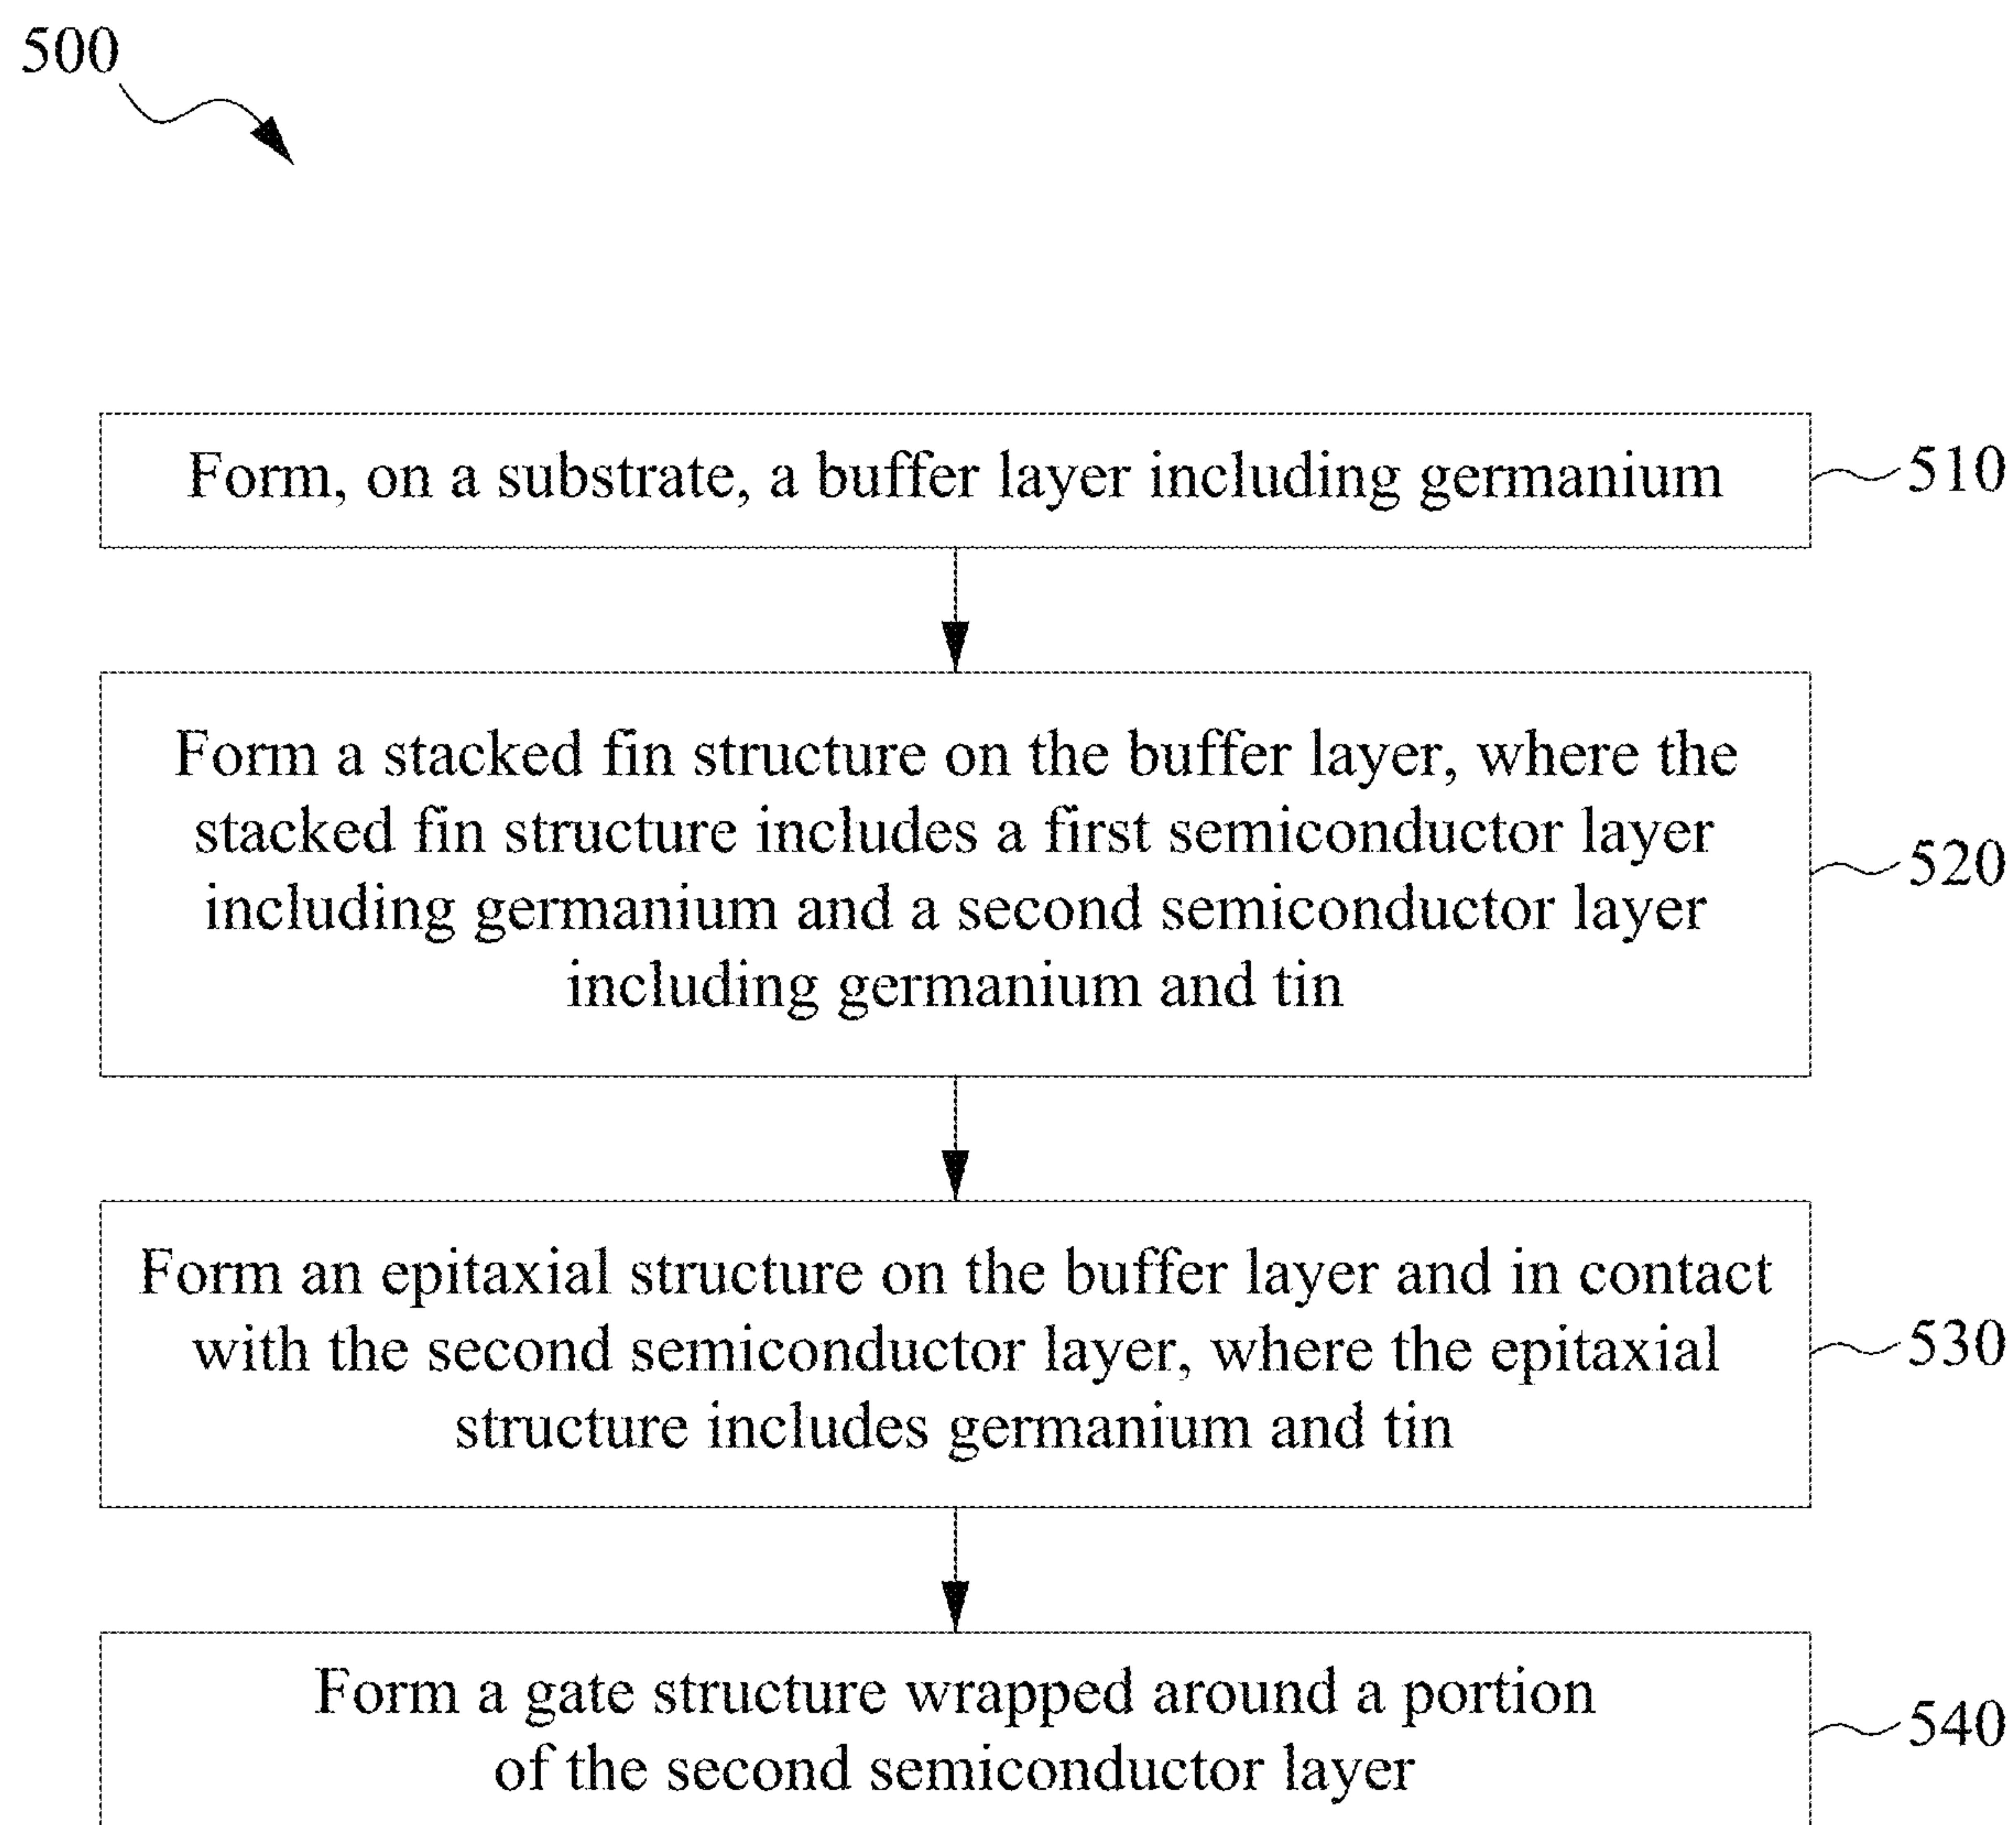 500
Form, on a substrate, a buffer layer including germanium
510
Form a stacked fin structure on the buffer layer, where the
stacked fin structure includes a first semiconductor layer
including germanium and a second semiconductor layer
including germanium and tin
520
Form an epitaxial structure on the buffer layer and in contact
with the second semiconductor layer, where the epitaxial
structure includes germanium and tin
530
Form a gate structure wrapped around a portion
of the second semiconductor layer
540